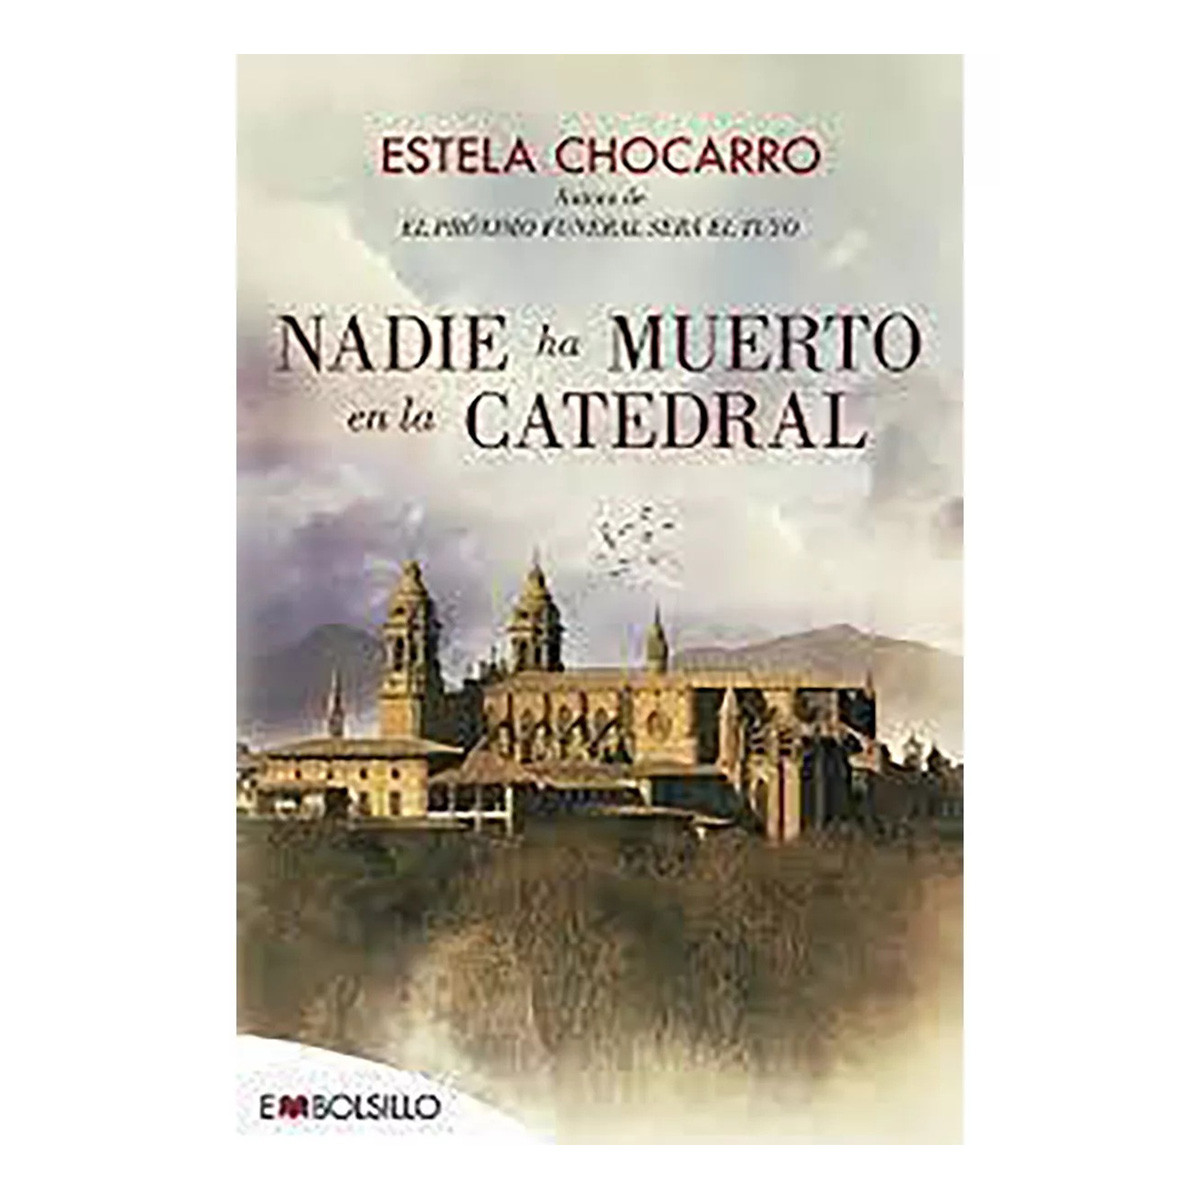 ESTELA CHOCARRO
Autora de
EL PRÓXIMO FUNERAL SERÁ EL TUYO
NADIE ha MUERTO
en la CATEDRAL
EMBOLSILLO